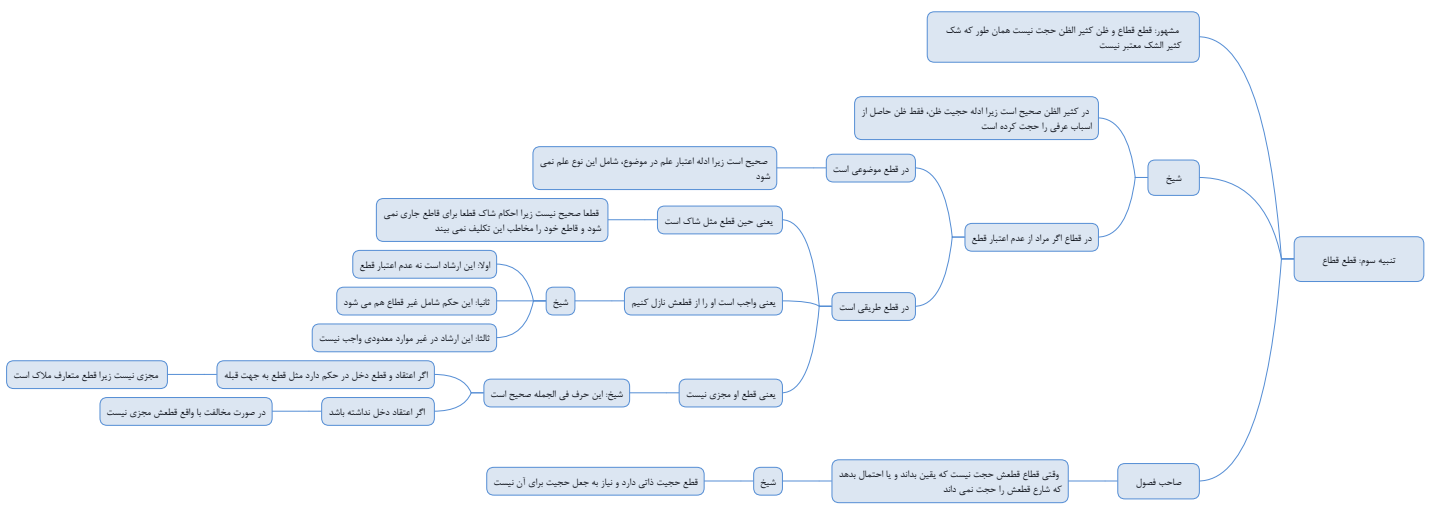 تنبیه سوم: قطع قطاع
مشهور: قطع قطاع و ظن کثیر الظن حجت نیست همان طور که شک
کثیر الشک معتبر نیست
شیخ
در کثیر الظن صحیح است زیرا ادله حجیت ظن، فقط ظن حاصل از
اسباب عرفی را حجت کرده است
در قطاع اگر مراد از عدم اعتبار قطع
در قطع موضوعی است
صحیح است زیرا ادله اعتبار علم در موضوع، شامل این نوع علم نمی
شود
در قطع طریقی است
یعنی حین قطع مثل شاک است
قطعا صحیح نیست زیرا احکام شاک قطعا برای قاطع جاری نمی
شود و قاطع خود را مخاطب این تکلیف نمی بیند
یعنی واجب است او را از قطعش نازل کنیم
شیخ
اولا: این ارشاد است نه عدم اعتبار قطع
ثانیا: این حکم شامل غیر قطاع هم می شود
ثالثا: این ارشاد در غیر موارد معدودی واجب نیست
یعنی قطع او مجزی نیست
شیخ: این حرف فی الجمله صحیح است
اگر اعتقاد و قطع دخل در حکم دارد مثل قطع به جهت قبله
مجزی نیست زیرا قطع متعارف ملاک است
اگر اعتقاد دخل نداشته باشد
در صورت مخالفت با واقع قطعش مجزی نیست
صاحب فصول
وقتی قطاع قطعش حجت نیست که یقین بداند و یا احتمال بدهد
که شارع قطعش را حجت نمی داند
شیخ
قطع حجیت ذاتی دارد و نیاز به جعل حجیت برای آن نیست